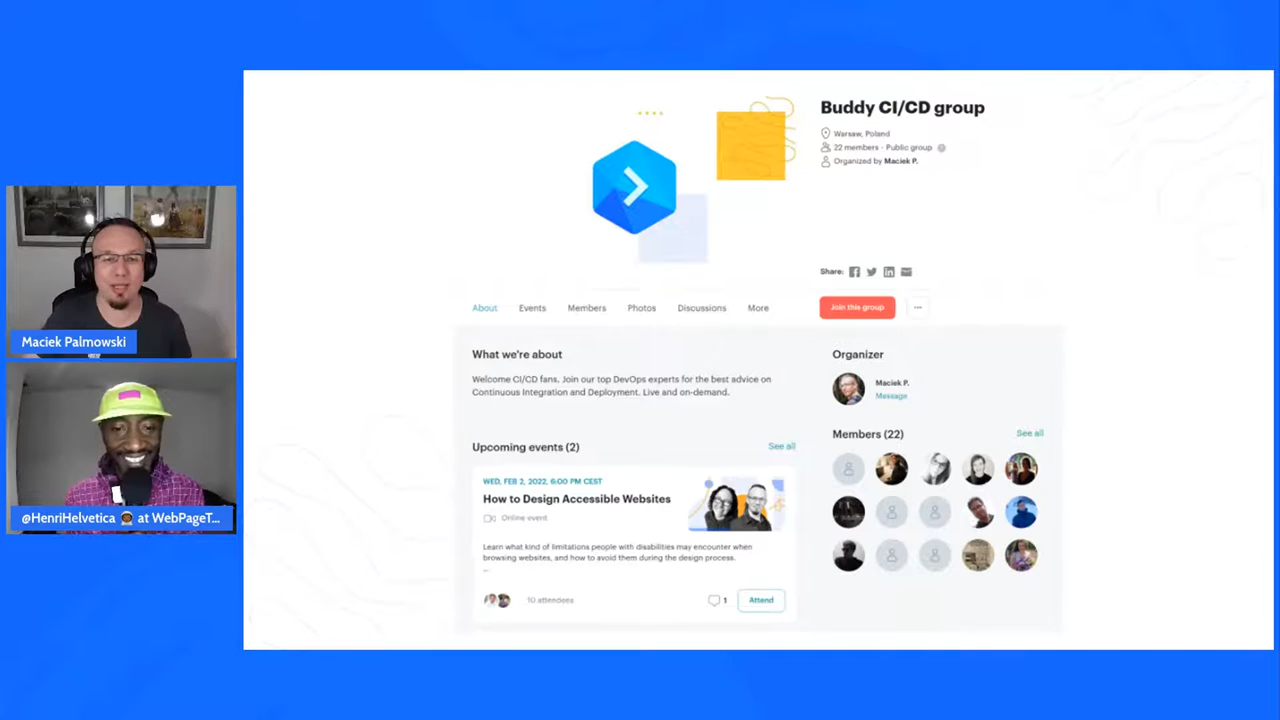 Buddy CI/CD group
Warsaw, Poland
22 members · Public group
Organized by Maciek P.
Share:
About Events Members Photos Discussions More
Join this group
What we're about
Welcome CI/CD fans. Join our top DevOps experts for the best advice on
Continuous Integration and Deployment. Live and on-demand.
Upcoming events (2)
See all
WED, FEB 2, 2022, 6:00 PM CEST
How to Design Accessible Websites
Online event
Learn what kind of limitations people with disabilities may encounter when
browsing websites, and how to avoid them during the design process.
...
10 attendees
1
Attend
Organizer
Maciek P.
Message
Members (22)
See all
Maciek Palmowski
@HenriHelvetica 👨🏿‍🚀 at WebPageT...